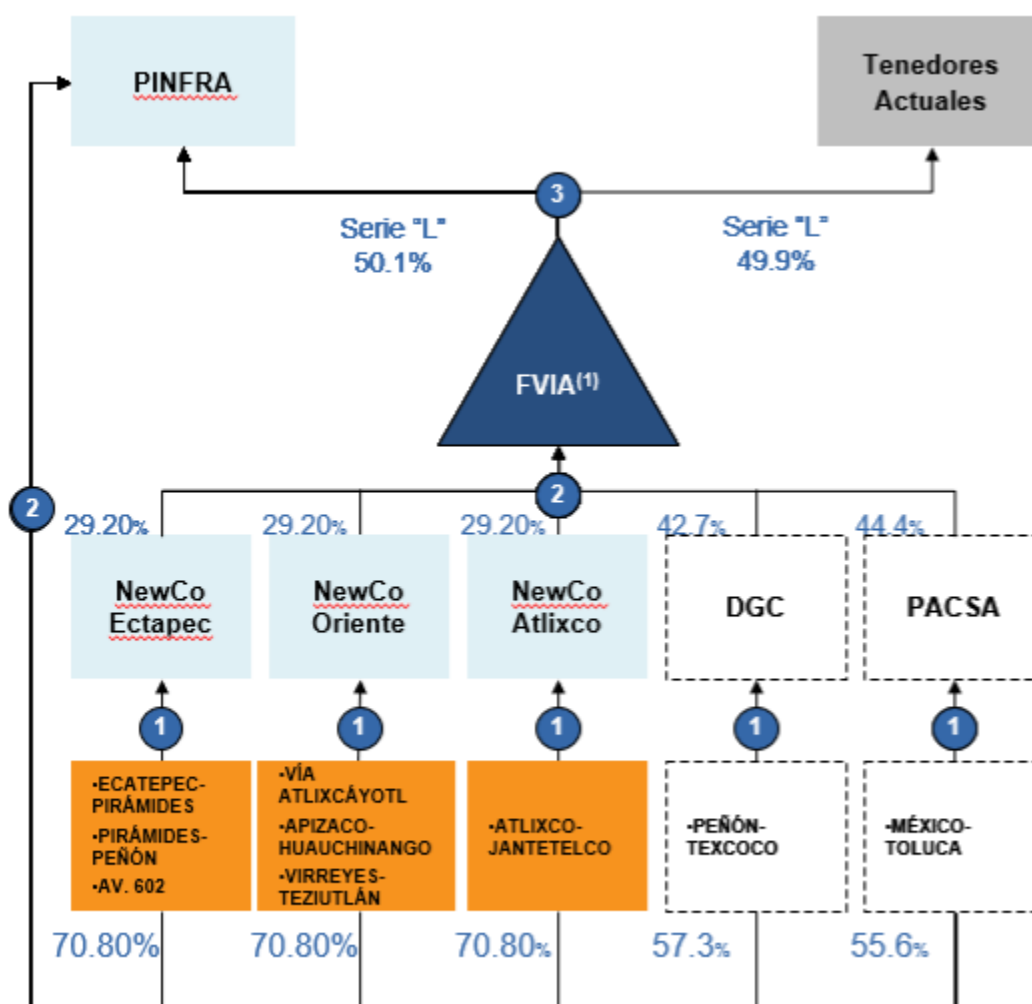 PINFRA
Tenedores
Actuales
3
Serie "L"
50.1%
Serie "L"
49.9%
FVIA(1)
2
2
29.20%
29.20%
29.20%
42.7%
44.4%
NewCo
Ectapec
NewCo
Oriente
NewCo
Atlixco
DGC
PACSA
1
1
1
1
1
•ECATEPEC-
PIRÁMIDES
•PIRÁMIDES-
PEÑÓN
•AV. 602
•VÍA
ATLIXCÁYOTL
•APIZACO-
HUAUCHINANGO
•VIRREYES-
TEZIUTLÁN
•ATLIXCO-
JANTETELCO
•PEÑÓN-
TEXCOCO
•MÉXICO-
TOLUCA
70.80%
70.80%
70.80%
57.3%
55.6%